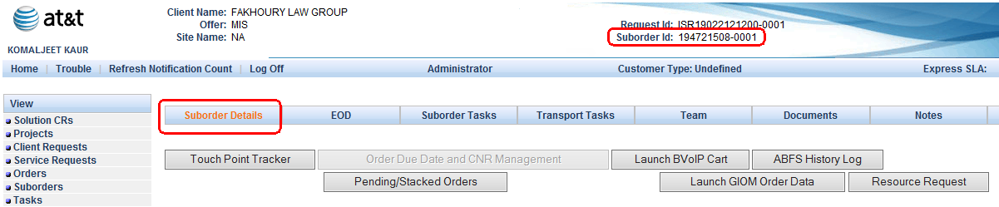 at&t
Client Name: FAKHOURY LAW GROUP
Offer: MIS
Site Name: NA
Request Id: ISR19022121200-0001
Suborder Id: 194721508-0001
KOMALJEET KAUR
Home | Trouble | Refresh Notification Count | Log Off Administrator Customer Type: Undefined Express SLA:
View
Solution CRs
Projects
Client Requests
Service Requests
Orders
Suborders
Tasks
Suborder Details EOD Suborder Tasks Transport Tasks Team Documents Notes
Touch Point Tracker Order Due Date and CNR Management Launch BVoIP Cart ABFS History Log
Pending/Stacked Orders Launch GIOM Order Data Resource Request